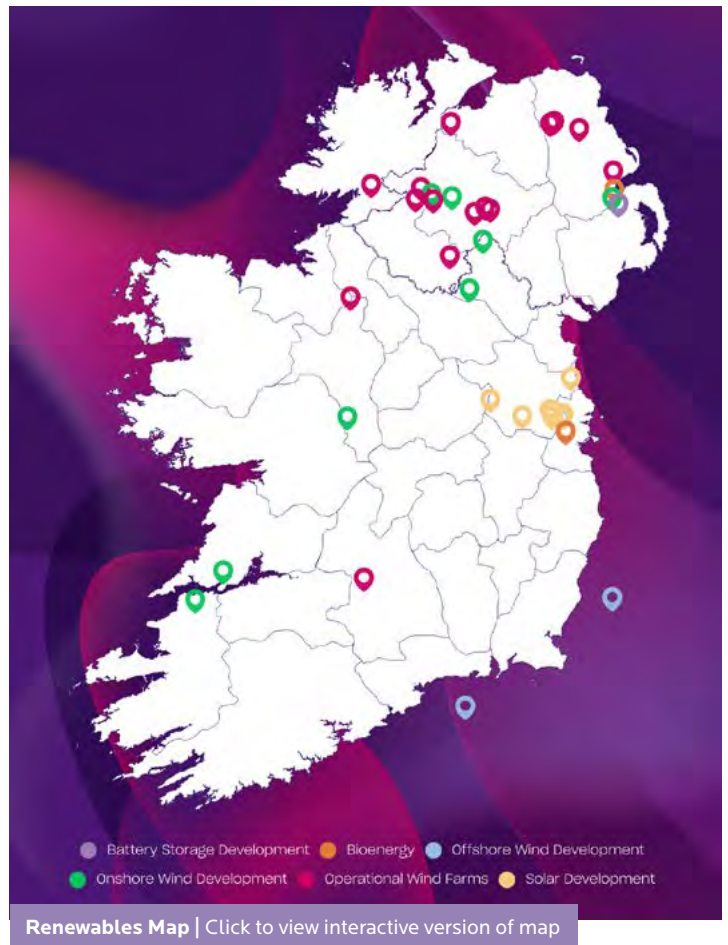 Battery Storage Development Bioenergy Offshore Wind Development
Onshore Wind Development Operational Wind Farms Solar Development
Renewables Map | Click to view interactive version of map